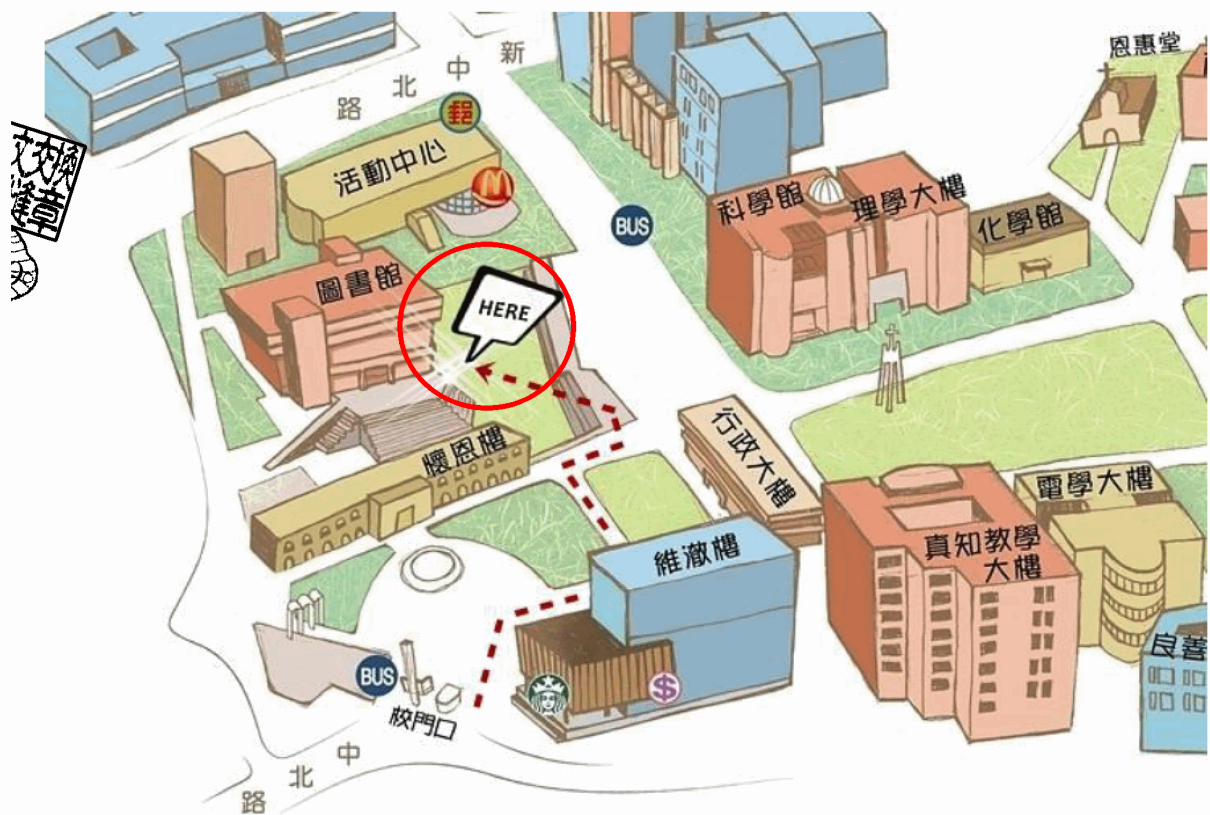 新中北路
恩惠堂
郵
活動中心
M
BUS
科學館
理學大樓
化學館
圖書館
HERE
懷恩樓
行政大樓
電學大樓
維澈樓
真知教學
大樓
良善
BUS
$
校門口
中北路